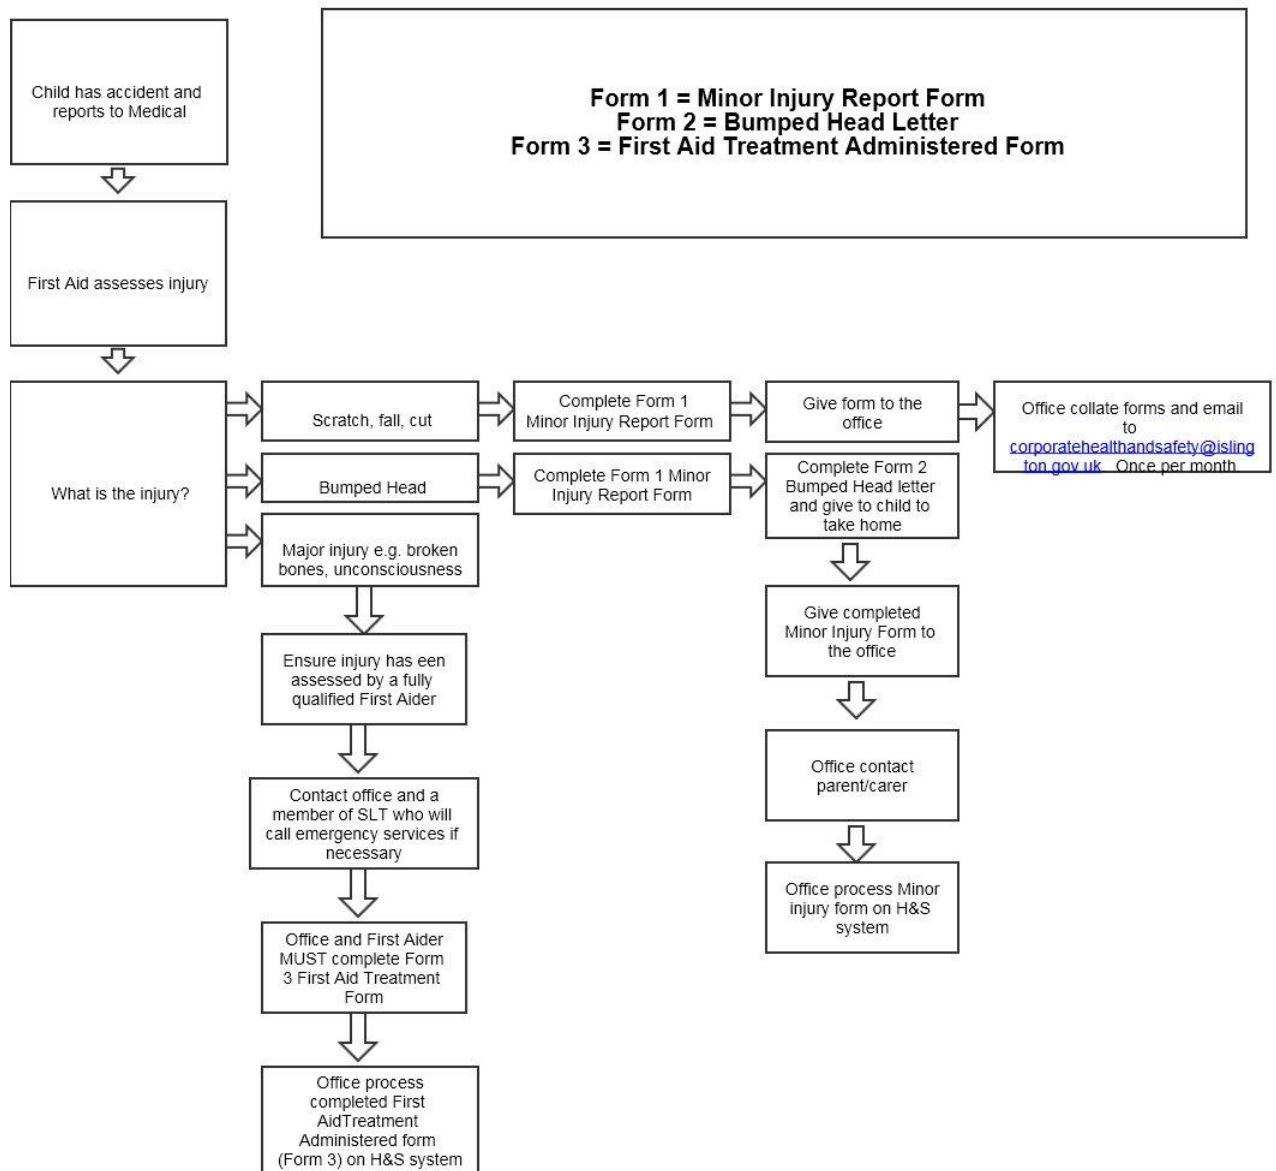 Child has accident and
reports to Medical
Form 1 = Minor Injury Report Form
Form 2 = Bumped Head Letter
Form 3 = First Aid Treatment Administered Form
First Aid assesses injury
What is the injury?
Scratch, fall, cut
Complete Form 1
Minor Injury Report Form
Give form to the
office
Office collate forms and email
to
corporatehealthandsafety@isling
ton.gov.uk Once per month
Bumped Head
Complete Form 1 Minor
Injury Report Form
Complete Form 2
Bumped Head letter
and give to child to
take home
Give completed
Minor Injury Form to
the office
Office contact
parent/carer
Office process Minor
injury form on H&S
system
Major injury e.g. broken
bones, unconsciousness
Ensure injury has een
assessed by a fully
qualified First Aider
Contact office and a
member of SLT who will
call emergency services if
necessary
Office and First Aider
MUST complete Form
3 First Aid Treatment
Form
Office process
completed First
AidTreatment
Administered form
(Form 3) on H&S system